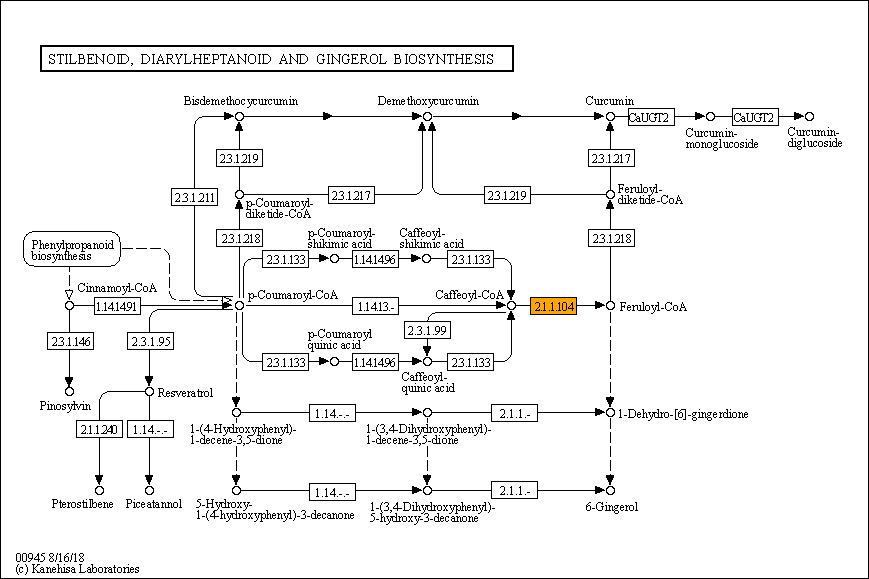 STILBENOID, DIARYLHEPTANOID AND GINGEROL BIOSYNTHESIS
Bisdemethocycurcumin
Demethoxycurcumin
Curcumin
CaUGT2
CaUGT2
Curcumin-
monoglucoside
Curcumin-
diglucoside
2.3.1.219
2.3.1.217
2.3.1.211
2.3.1.217
2.3.1.219
p-Coumaroyl-
diketide-CoA
Feruloyl-
diketide-CoA
Phenylpropanoid
biosynthesis
2.3.1.218
p-Coumaroyl-
shikimic acid
Caffeoyl-
shikimic acid
2.3.1.218
2.3.1.133
1.14.14.96
2.3.1.133
Cinnamoyl-CoA
p-Coumaroyl-CoA
Caffeoyl-CoA
1.14.14.91
1.14.13.-
2.1.1.104
Feruloyl-CoA
2.3.1.146
2.3.1.95
p-Coumaroyl
quinic acid
2.3.1.99
2.3.1.133
1.14.14.96
2.3.1.133
Caffeoyl-
quinic acid
Pinosylvin
Resveratrol
2.1.1.240
1.14.-.-
1.14.-.-
2.1.1.-
1-Dehydro-[6]-gingerdione
1-(4-Hydroxyphenyl)-
1-decene-3,5-dione
1-(3,4-Dihydroxyphenyl)-
1-decene-3,5-dione
1.14.-.-
2.1.1.-
Pterostilbene
Piceatannol
5-Hydroxy-
1-(4-hydroxyphenyl)-3-decanone
1-(3,4-Dihydroxyphenyl)-
5-hydroxy-3-decanone
6-Gingerol
00945 8/16/18
(c) Kanehisa Laboratories